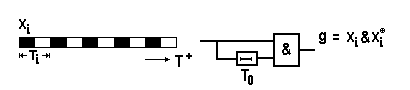 xᵢ
Tᵢ
T⁺
T₀
&
g = xᵢ & xᵢ*